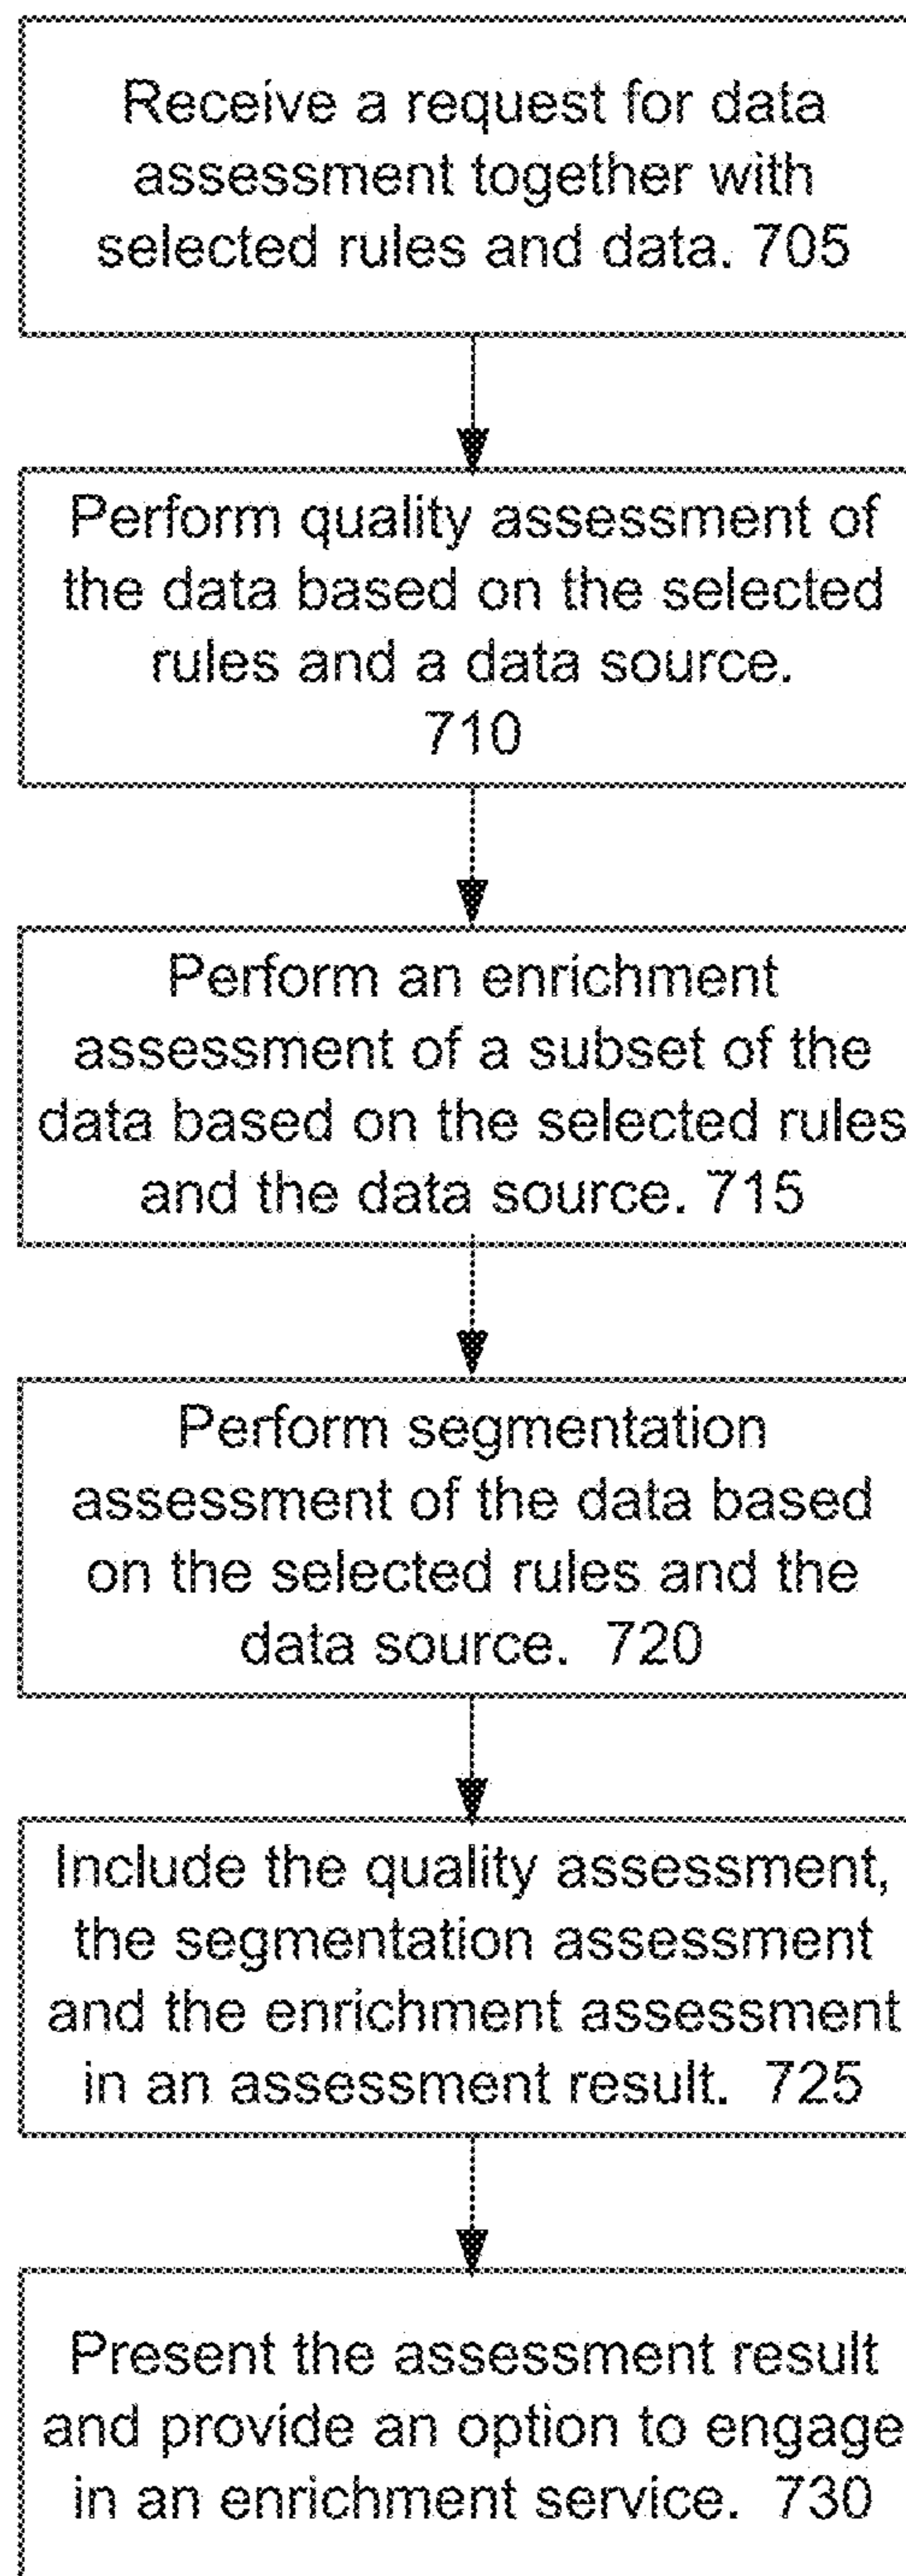 Receive a request for data
assessment together with
selected rules and data. 705
Perform quality assessment of
the data based on the selected
rules and a data source.
710
Perform an enrichment
assessment of a subset of the
data based on the selected rules
and the data source. 715
Perform segmentation
assessment of the data based
on the selected rules and the
data source. 720
Include the quality assessment,
the segmentation assessment
and the enrichment assessment
in an assessment result. 725
Present the assessment result
and provide an option to engage
in an enrichment service. 730